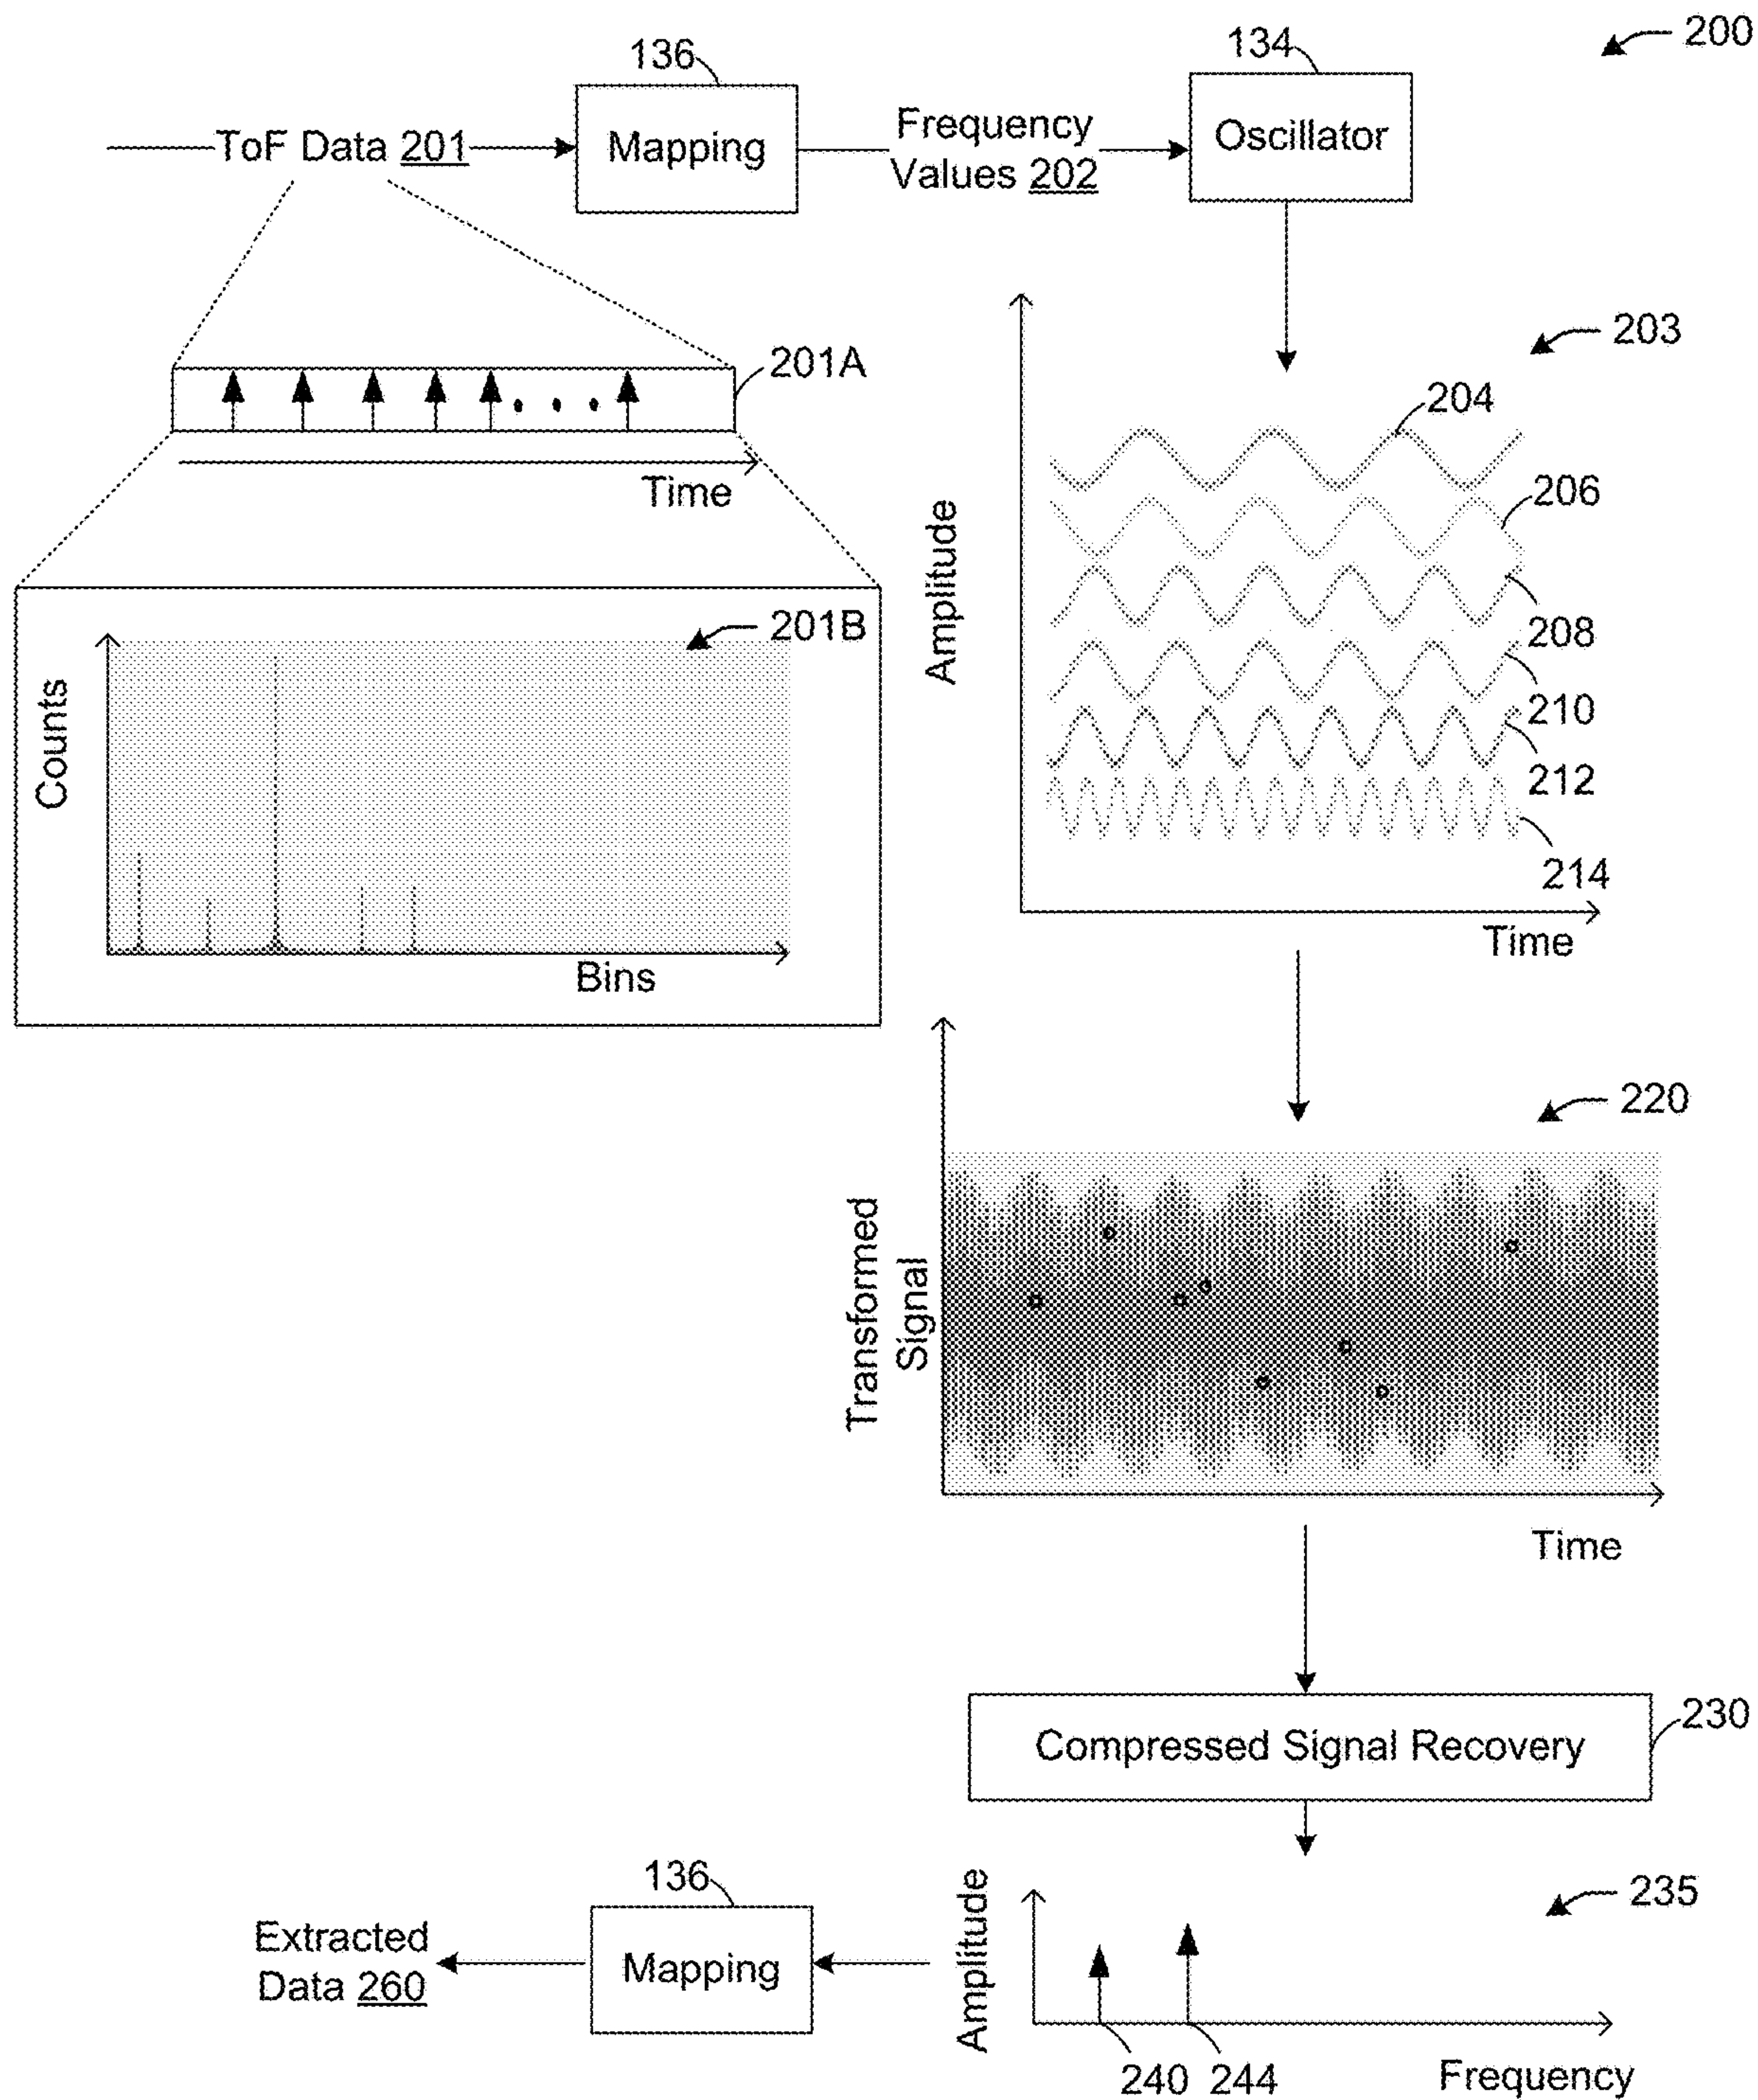 200
136
134
ToF Data 201
Mapping
Frequency
Values 202
Oscillator
203
201A
Time
204
206
208
210
212
214
Amplitude
Time
201B
Counts
Bins
220
Transformed
Signal
Time
230
Compressed Signal Recovery
136
235
Extracted
Data 260
Mapping
Amplitude
240
244
Frequency